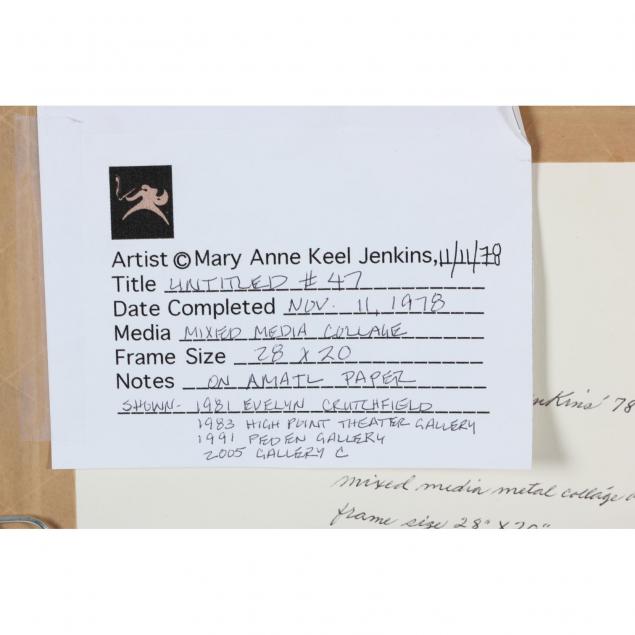 Artist © Mary Anne Keel Jenkins, 11/11/78
Title UNTITLED # 47
Date Completed NOV. 11, 1978
Media MIXED MEDIA COLLAGE
Frame Size 28 X 20
Notes ON AMATL PAPER
SHOWN - 1981 EVELYN CRUTCHFIELD
1983 HIGH POINT THEATER GALLERY
1991 PEDEN GALLERY
2005 GALLERY C
'78
mixed media metal collage
frame size 28" X 20"